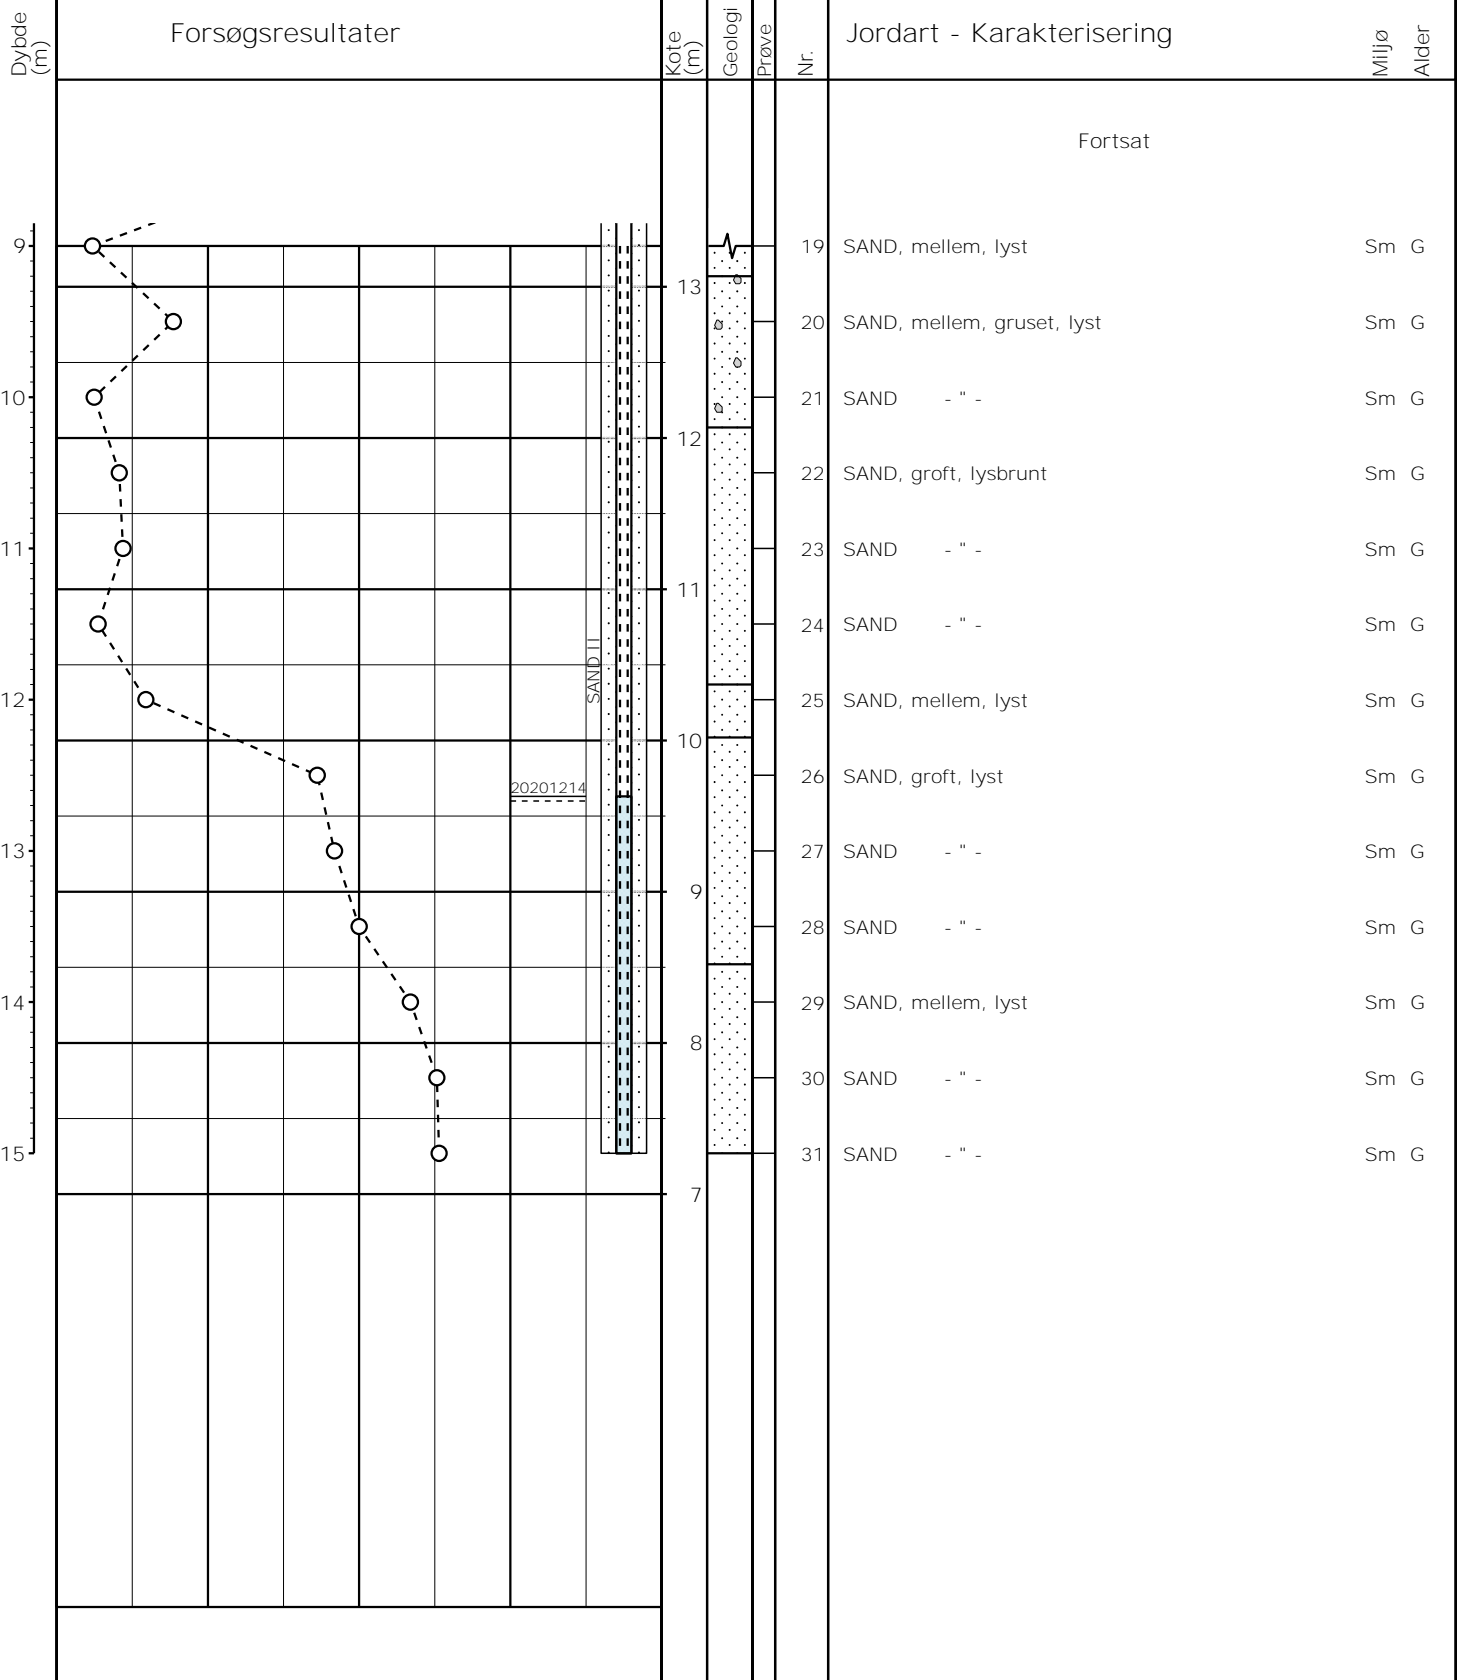 Dybde (m) Forsøgsresultater Kote (m) Geologi Prøve Nr. Jordart - Karakterisering Miljø Alder
Fortsat
9 19 SAND, mellem, lyst Sm G
13
20 SAND, mellem, gruset, lyst Sm G
10 21 SAND - " - Sm G
12
22 SAND, groft, lysbrunt Sm G
11 23 SAND - " - Sm G
11
24 SAND - " - Sm G
SAND II
12 25 SAND, mellem, lyst Sm G
10
26 SAND, groft, lyst Sm G
20201214
13 27 SAND - " - Sm G
9
28 SAND - " - Sm G
14 29 SAND, mellem, lyst Sm G
8
30 SAND - " - Sm G
15 31 SAND - " - Sm G
7